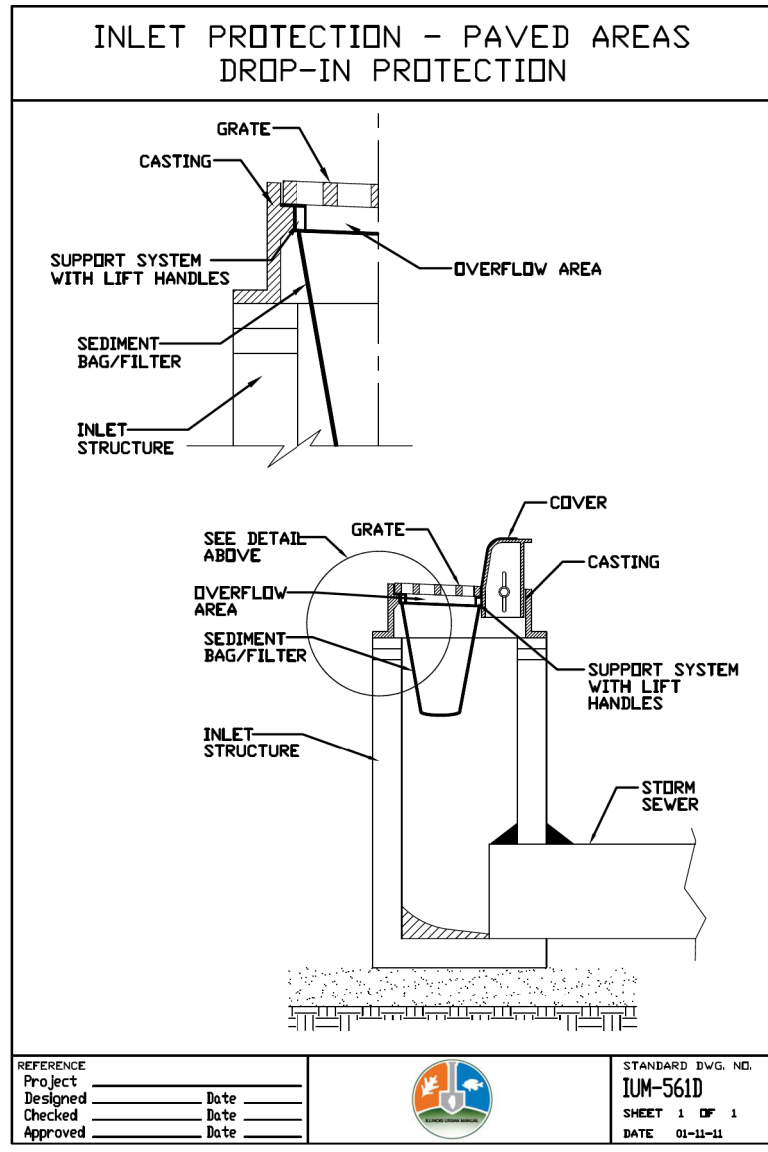 INLET PROTECTION - PAVED AREAS
DROP-IN PROTECTION
GRATE
CASTING
SUPPORT SYSTEM
WITH LIFT HANDLES
OVERFLOW AREA
SEDIMENT
BAG/FILTER
INLET
STRUCTURE
COVER
GRATE
SEE DETAIL
ABOVE
CASTING
OVERFLOW
AREA
SEDIMENT
BAG/FILTER
SUPPORT SYSTEM
WITH LIFT
HANDLES
INLET
STRUCTURE
STORM
SEWER
REFERENCE
Project
Designed Date
Checked Date
Approved Date
ILLINOIS URBAN MANUAL
STANDARD DWG. NO.
IUM-561D
SHEET 1 OF 1
DATE 01-11-11